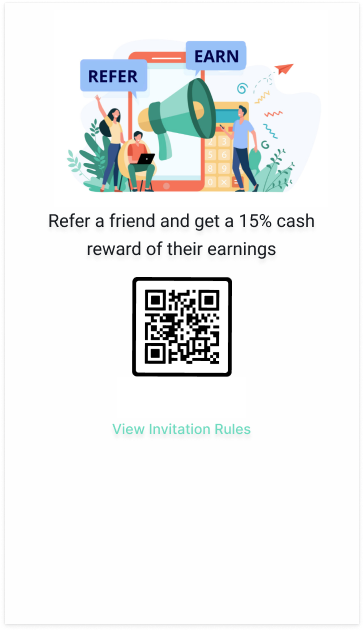 REFER
EARN
Refer a friend and get a 15% cash
reward of their earnings
View Invitation Rules